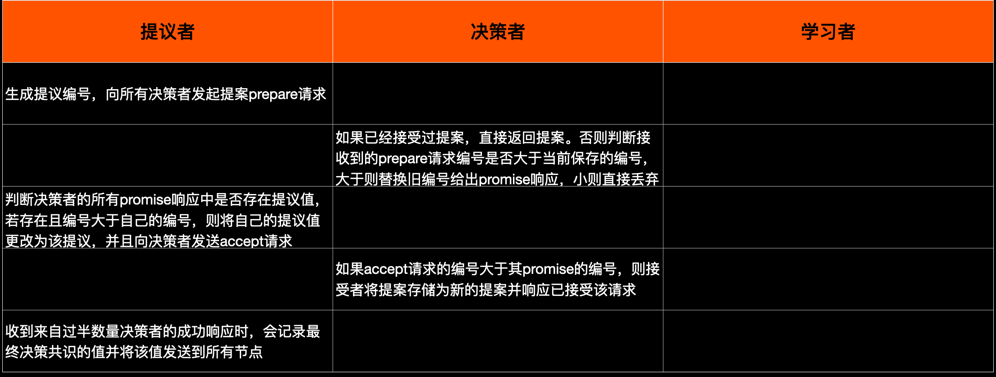 提议者
决策者
学习者
生成提议编号，向所有决策者发起提案prepare请求
如果已经接受过提案，直接返回提案。否则判断接
收到的prepare请求编号是否大于当前保存的编号，
大于则替换旧编号给出promise响应，小则直接丢弃
判断决策者的所有promise响应中是否存在提议值，
若存在且编号大于自己的编号，则将自己的提议值
更改为该提议，并且向决策者发送accept请求
如果accept请求的编号大于其promise的编号，则接
受者将提案存储为新的提案并响应已接受该请求
收到来自过半数量决策者的成功响应时，会记录最
终决策共识的值并将该值发送到所有节点